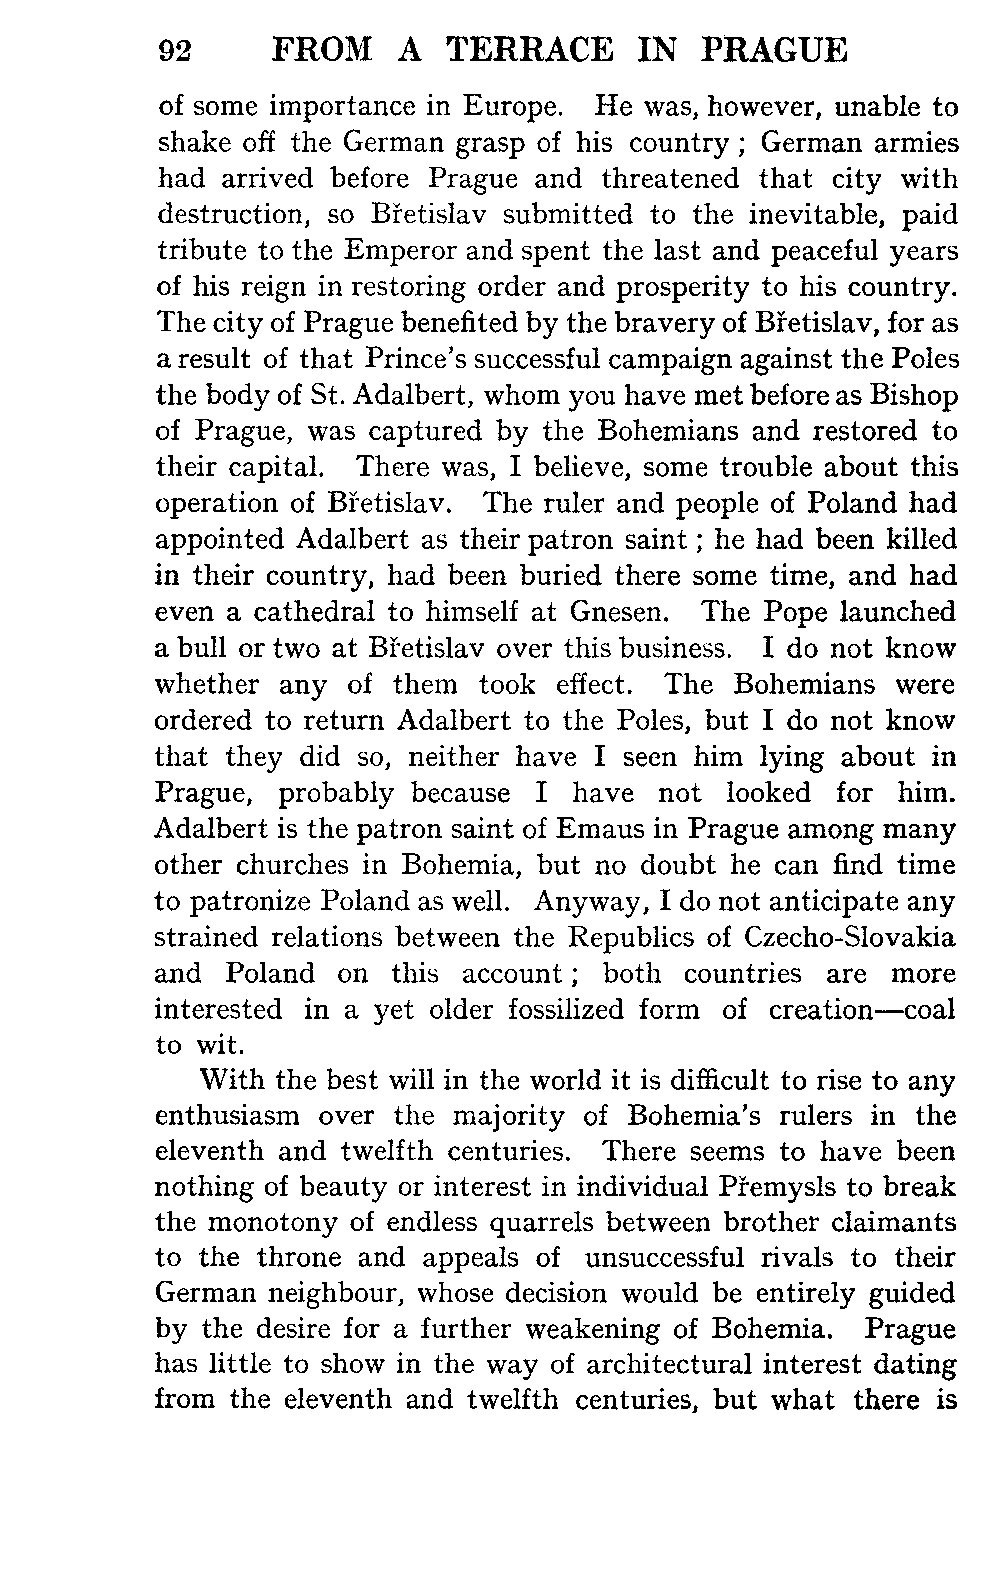 92 FROM A TERRACE IN PRAGUE
of some importance in Europe. He was, however, unable to
shake off the German grasp of his country ; German armies
had arrived before Prague and threatened that city with
destruction, so Břetislav submitted to the inevitable, paid
tribute to the Emperor and spent the last and peaceful years
of his reign in restoring order and prosperity to his country.
The city of Prague benefited by the bravery of Břetislav, for as
a result of that Prince's successful campaign against the Poles
the body of St. Adalbert, whom you have met before as Bishop
of Prague, was captured by the Bohemians and restored to
their capital. There was, I believe, some trouble about this
operation of Břetislav. The ruler and people of Poland had
appointed Adalbert as their patron saint ; he had been killed
in their country, had been buried there some time, and had
even a cathedral to himself at Gnesen. The Pope launched
a bull or two at Břetislav over this business. I do not know
whether any of them took effect. The Bohemians were
ordered to return Adalbert to the Poles, but I do not know
that they did so, neither have I seen him lying about in
Prague, probably because I have not looked for him.
Adalbert is the patron saint of Emaus in Prague among many
other churches in Bohemia, but no doubt he can find time
to patronize Poland as well. Anyway, I do not anticipate any
strained relations between the Republics of Czecho-Slovakia
and Poland on this account ; both countries are more
interested in a yet older fossilized form of creation—coal
to wit.
With the best will in the world it is difficult to rise to any
enthusiasm over the majority of Bohemia's rulers in the
eleventh and twelfth centuries. There seems to have been
nothing of beauty or interest in individual Přemysls to break
the monotony of endless quarrels between brother claimants
to the throne and appeals of unsuccessful rivals to their
German neighbour, whose decision would be entirely guided
by the desire for a further weakening of Bohemia. Prague
has little to show in the way of architectural interest dating
from the eleventh and twelfth centuries, but what there is